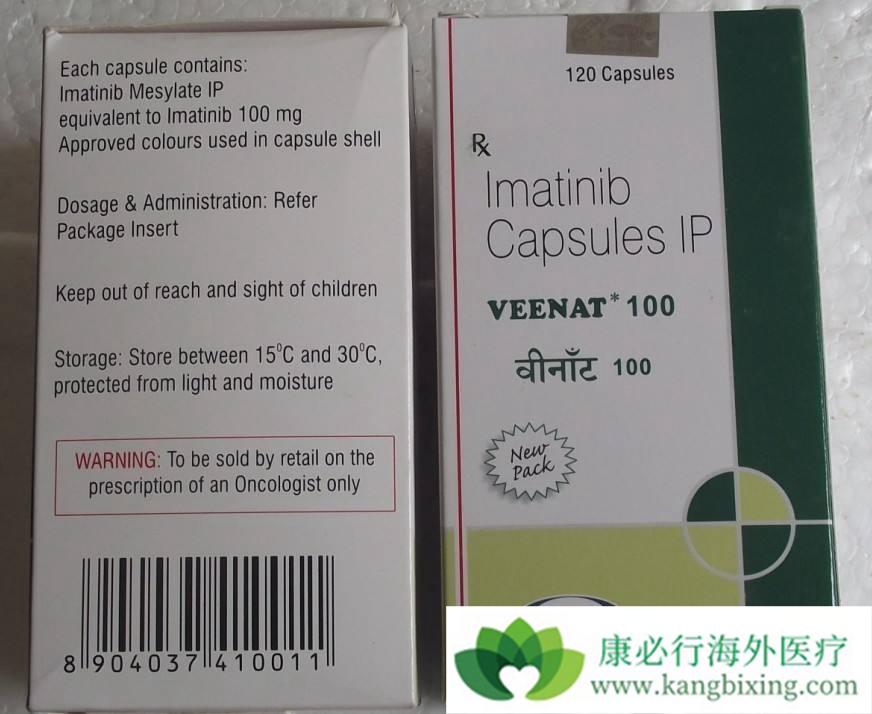 Each capsule contains:
Imatinib Mesylate IP
equivalent to Imatinib 100 mg
Approved colours used in capsule shell
Dosage & Administration: Refer
Package Insert
Keep out of reach and sight of children
Storage: Store between 15⁰C and 30⁰C,
protected from light and moisture
WARNING: To be sold by retail on the
prescription of an Oncologist only
8 904037 410011
120 Capsules
Rx
Imatinib
Capsules IP
VEENAT* 100
वीनाँट 100
New
Pack
康必行海外医疗
www.kangbixing.com